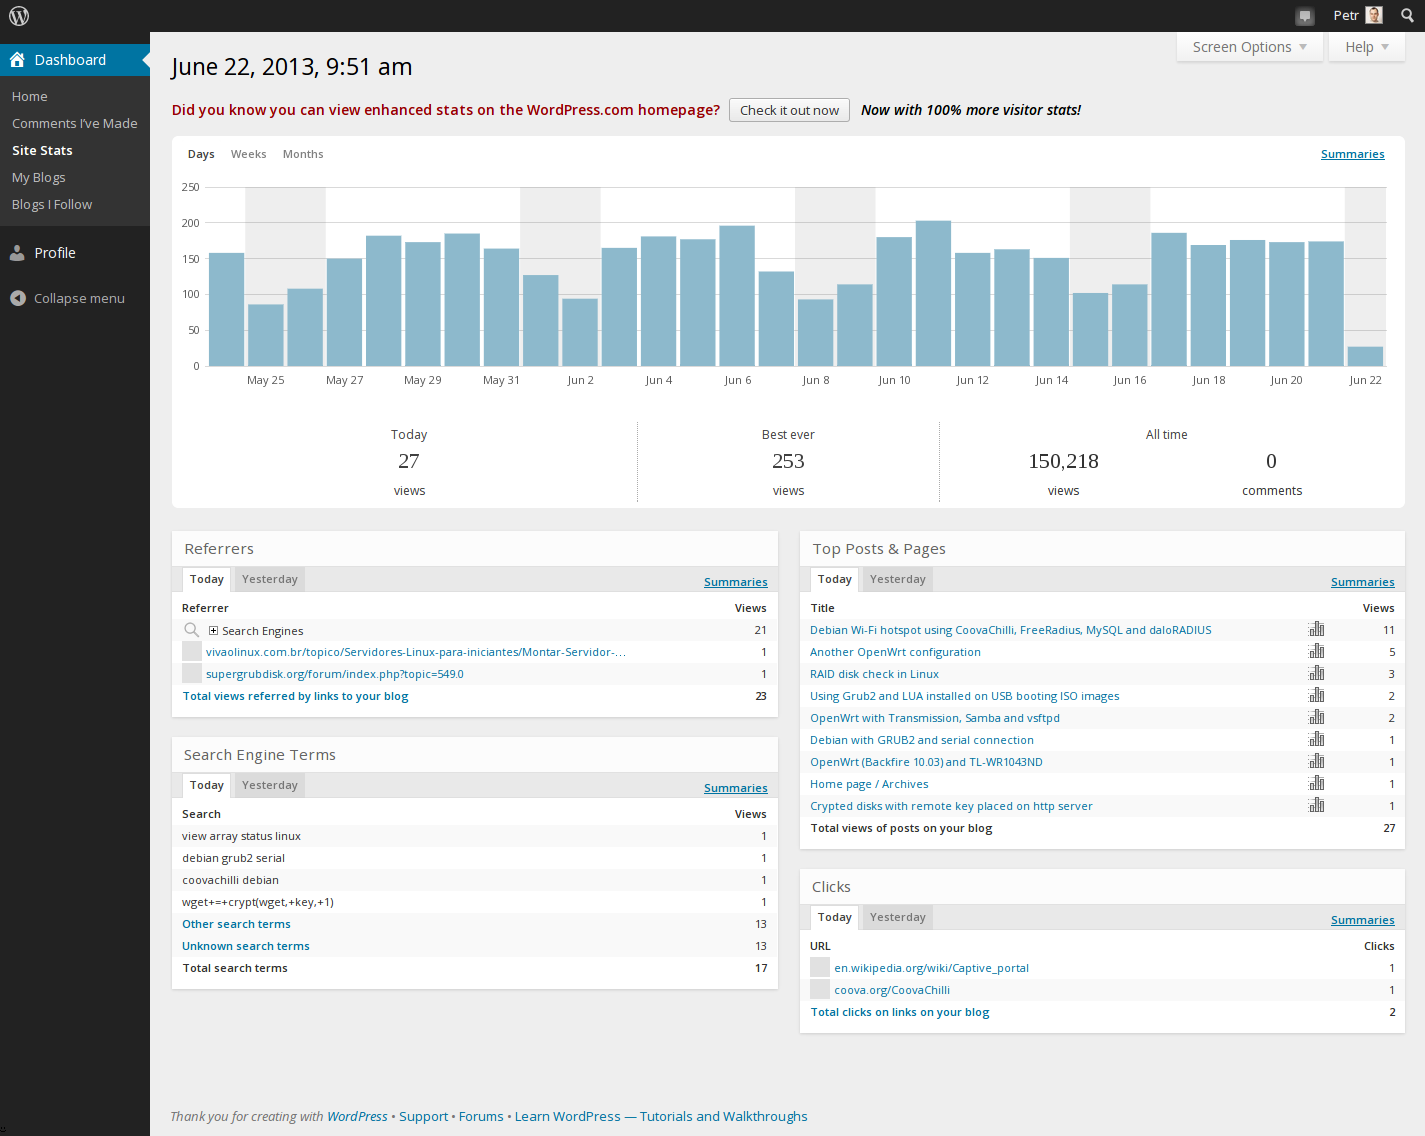 Petr
Dashboard
Home
Comments I've Made
Site Stats
My Blogs
Blogs I Follow
Profile
Collapse menu
Screen Options
Help
June 22, 2013, 9:51 am
Did you know you can view enhanced stats on the WordPress.com homepage? Check it out now Now with 100% more visitor stats!
Days Weeks Months Summaries
250
200
150
100
50
0
May 25 May 27 May 29 May 31 Jun 2 Jun 4 Jun 6 Jun 8 Jun 10 Jun 12 Jun 14 Jun 16 Jun 18 Jun 20 Jun 22
Today
27
views
Best ever
253
views
All time
150,218 0
views comments
Referrers
Today Yesterday Summaries
Referrer Views
Search Engines 21
vivaolinux.com.br/topico/Servidores-Linux-para-iniciantes/Montar-Servidor-... 1
supergrubdisk.org/forum/index.php?topic=549.0 1
Total views referred by links to your blog 23
Search Engine Terms
Today Yesterday Summaries
Search Views
view array status linux 1
debian grub2 serial 1
coovachilli debian 1
wget+=+crypt(wget,+key,+1) 1
Other search terms 13
Unknown search terms 13
Total search terms 17
Top Posts & Pages
Today Yesterday Summaries
Title Views
Debian Wi-Fi hotspot using CoovaChilli, FreeRadius, MySQL and daloRADIUS 11
Another OpenWrt configuration 5
RAID disk check in Linux 3
Using Grub2 and LUA installed on USB booting ISO images 2
OpenWrt with Transmission, Samba and vsftpd 2
Debian with GRUB2 and serial connection 1
OpenWrt (Backfire 10.03) and TL-WR1043ND 1
Home page / Archives 1
Crypted disks with remote key placed on http server 1
Total views of posts on your blog 27
Clicks
Today Yesterday Summaries
URL Clicks
en.wikipedia.org/wiki/Captive_portal 1
coova.org/CoovaChilli 1
Total clicks on links on your blog 2
Thank you for creating with WordPress • Support • Forums • Learn WordPress — Tutorials and Walkthroughs